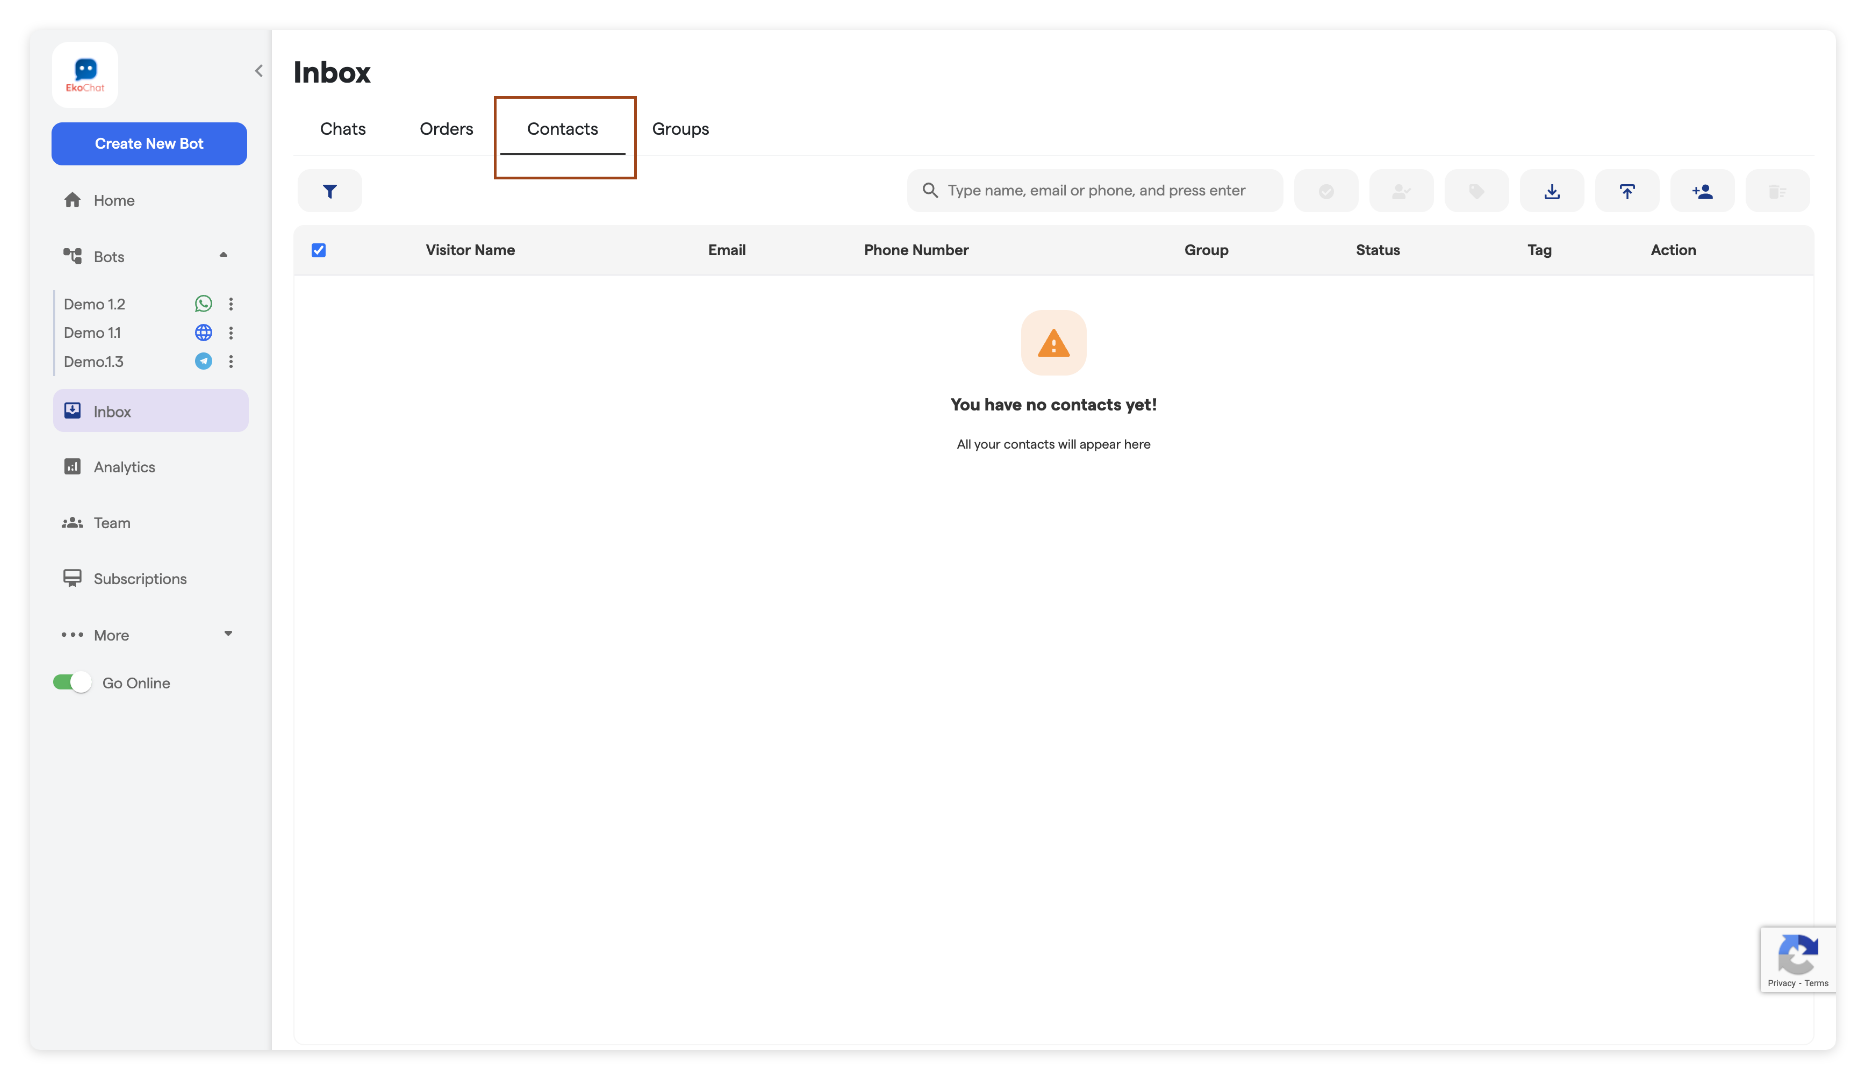 EkoChat
Create New Bot
Home
Bots
Demo 1.2
Demo 1.1
Demo.1.3
Inbox
Analytics
Team
Subscriptions
More
Go Online
Inbox
Chats
Orders
Contacts
Groups
Type name, email or phone, and press enter
Visitor Name
Email
Phone Number
Group
Status
Tag
Action
You have no contacts yet!
All your contacts will appear here
Privacy - Terms